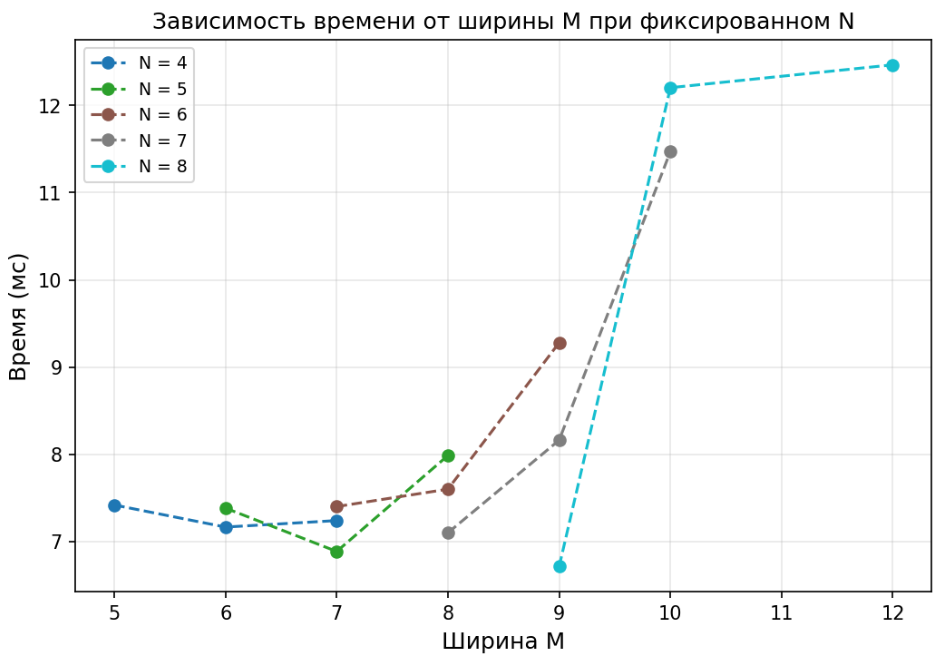 Зависимость времени от ширины M при фиксированном N
N = 4
N = 5
N = 6
N = 7
N = 8
Время (мс)
12
11
10
9
8
7
5 6 7 8 9 10 11 12
Ширина M